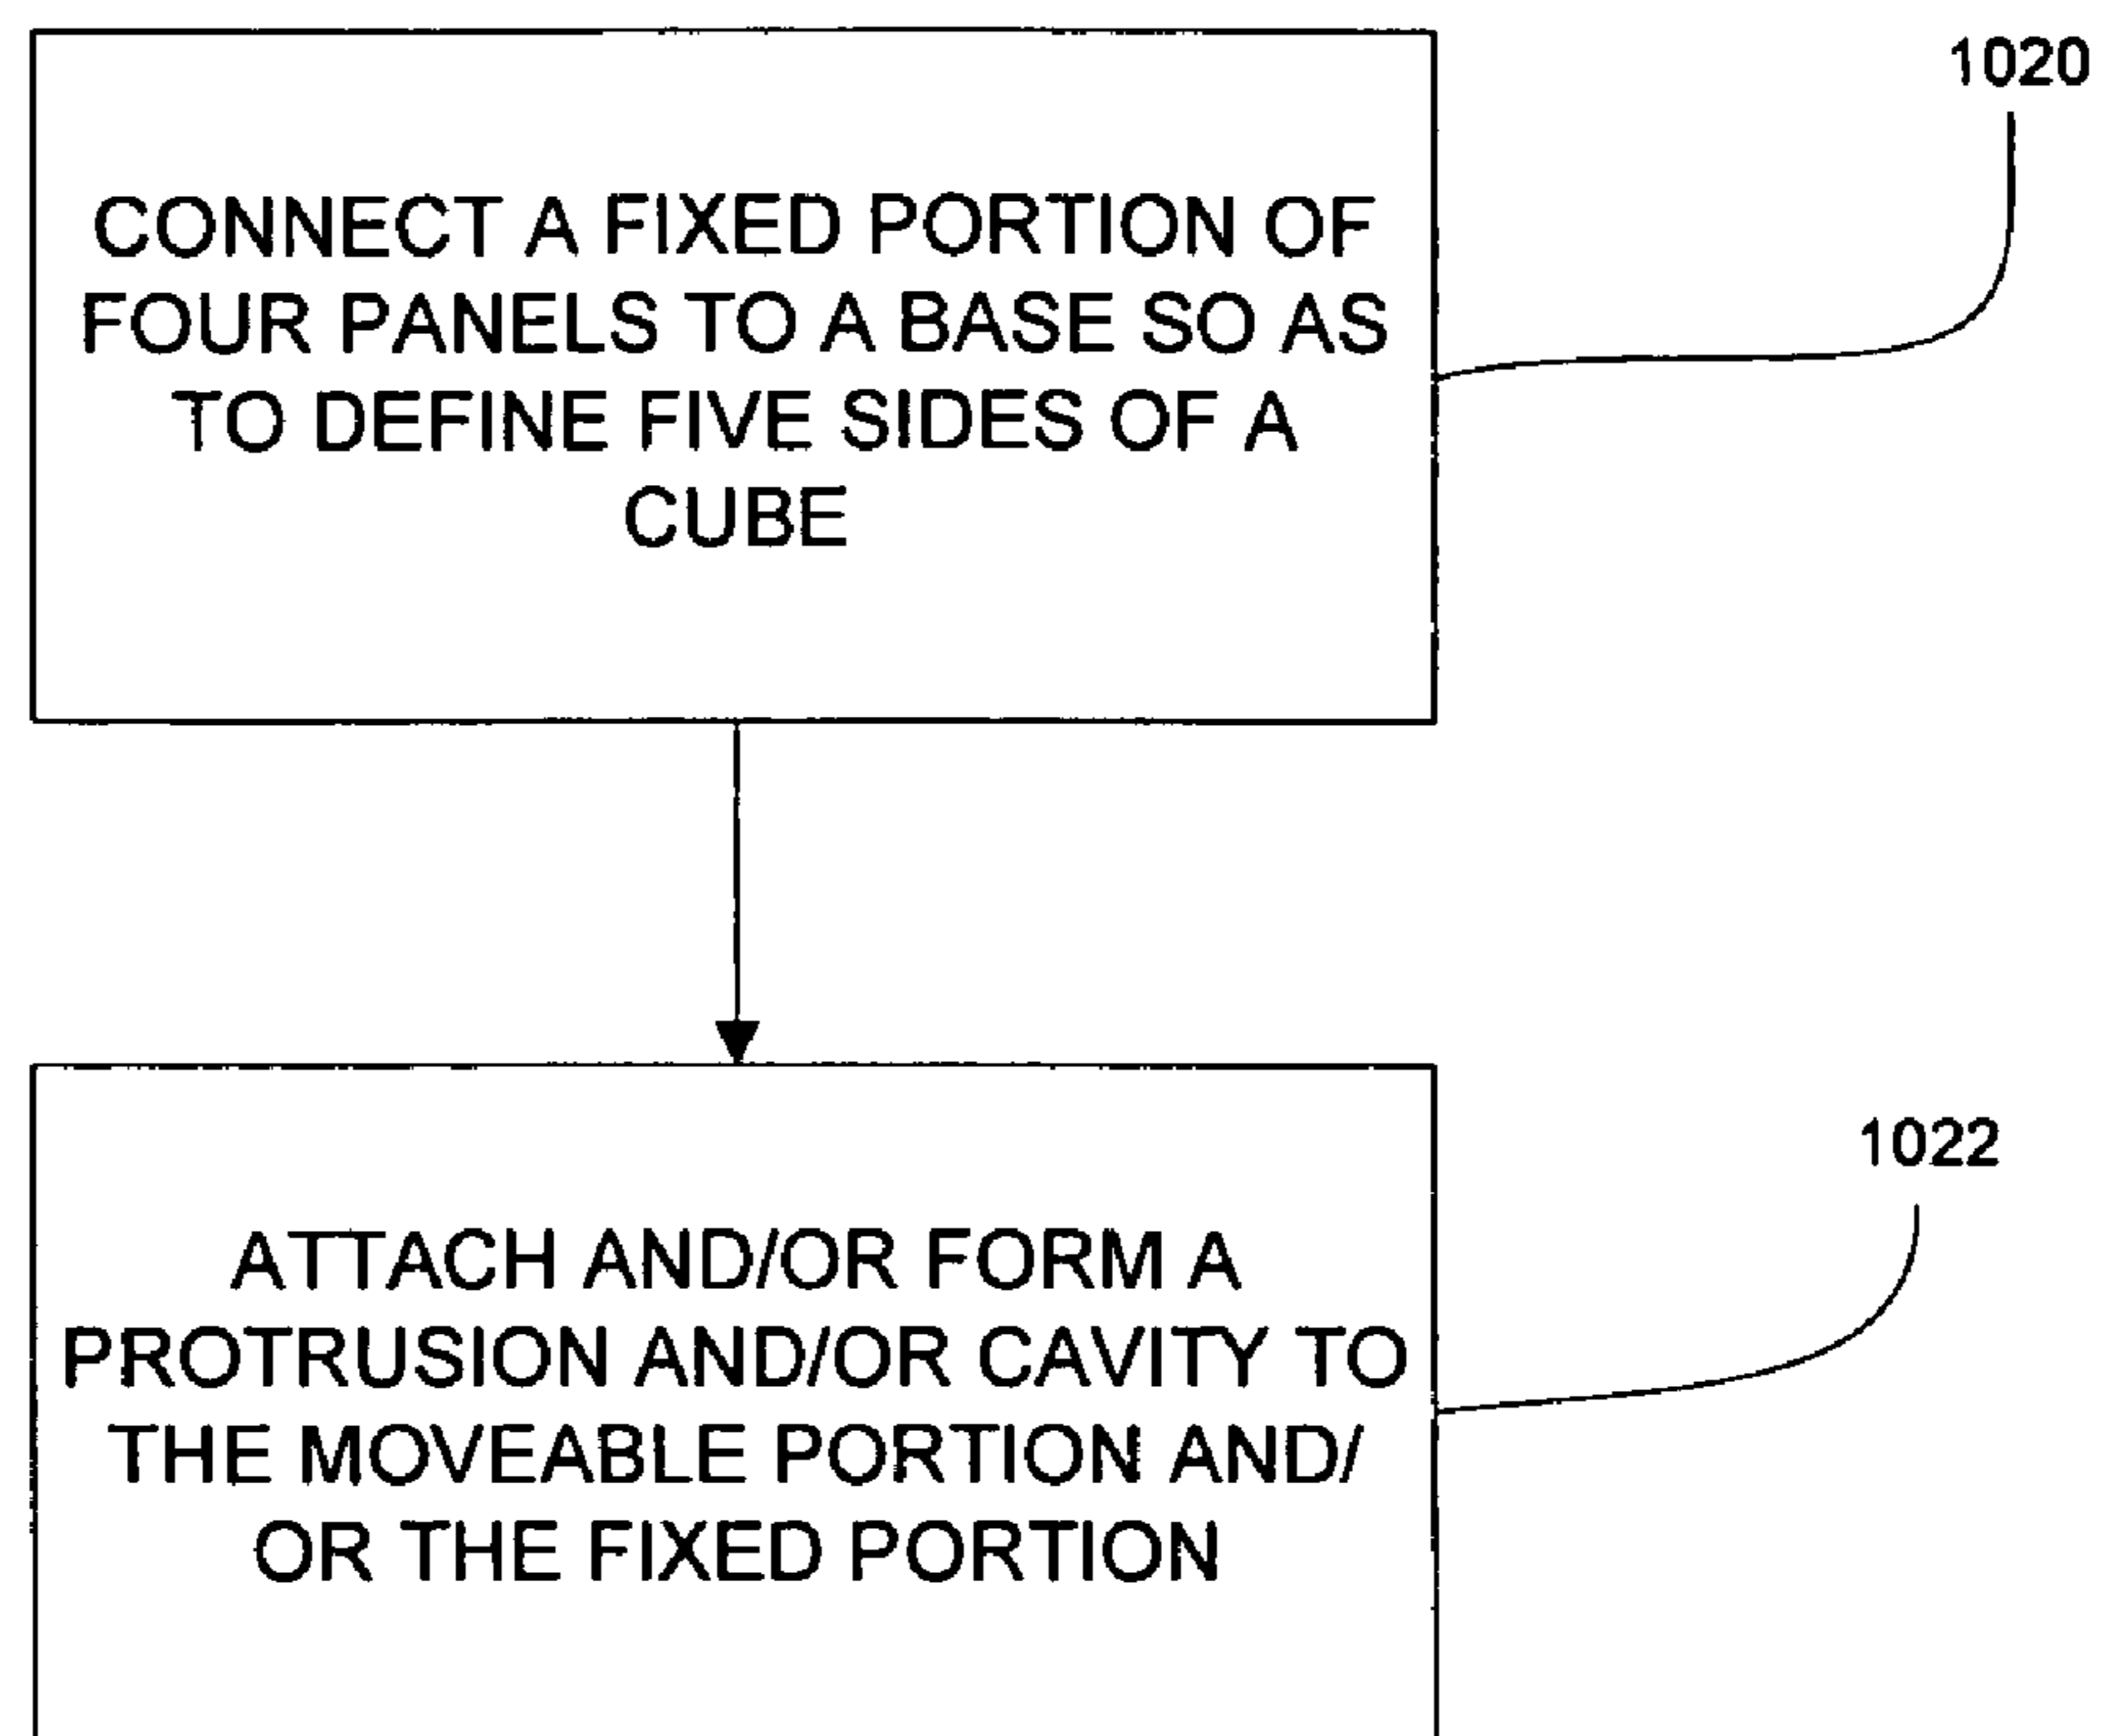 1020
CONNECT A FIXED PORTION OF
FOUR PANELS TO A BASE SO AS
TO DEFINE FIVE SIDES OF A
CUBE
1022
ATTACH AND/OR FORM A
PROTRUSION AND/OR CAVITY TO
THE MOVEABLE PORTION AND/
OR THE FIXED PORTION